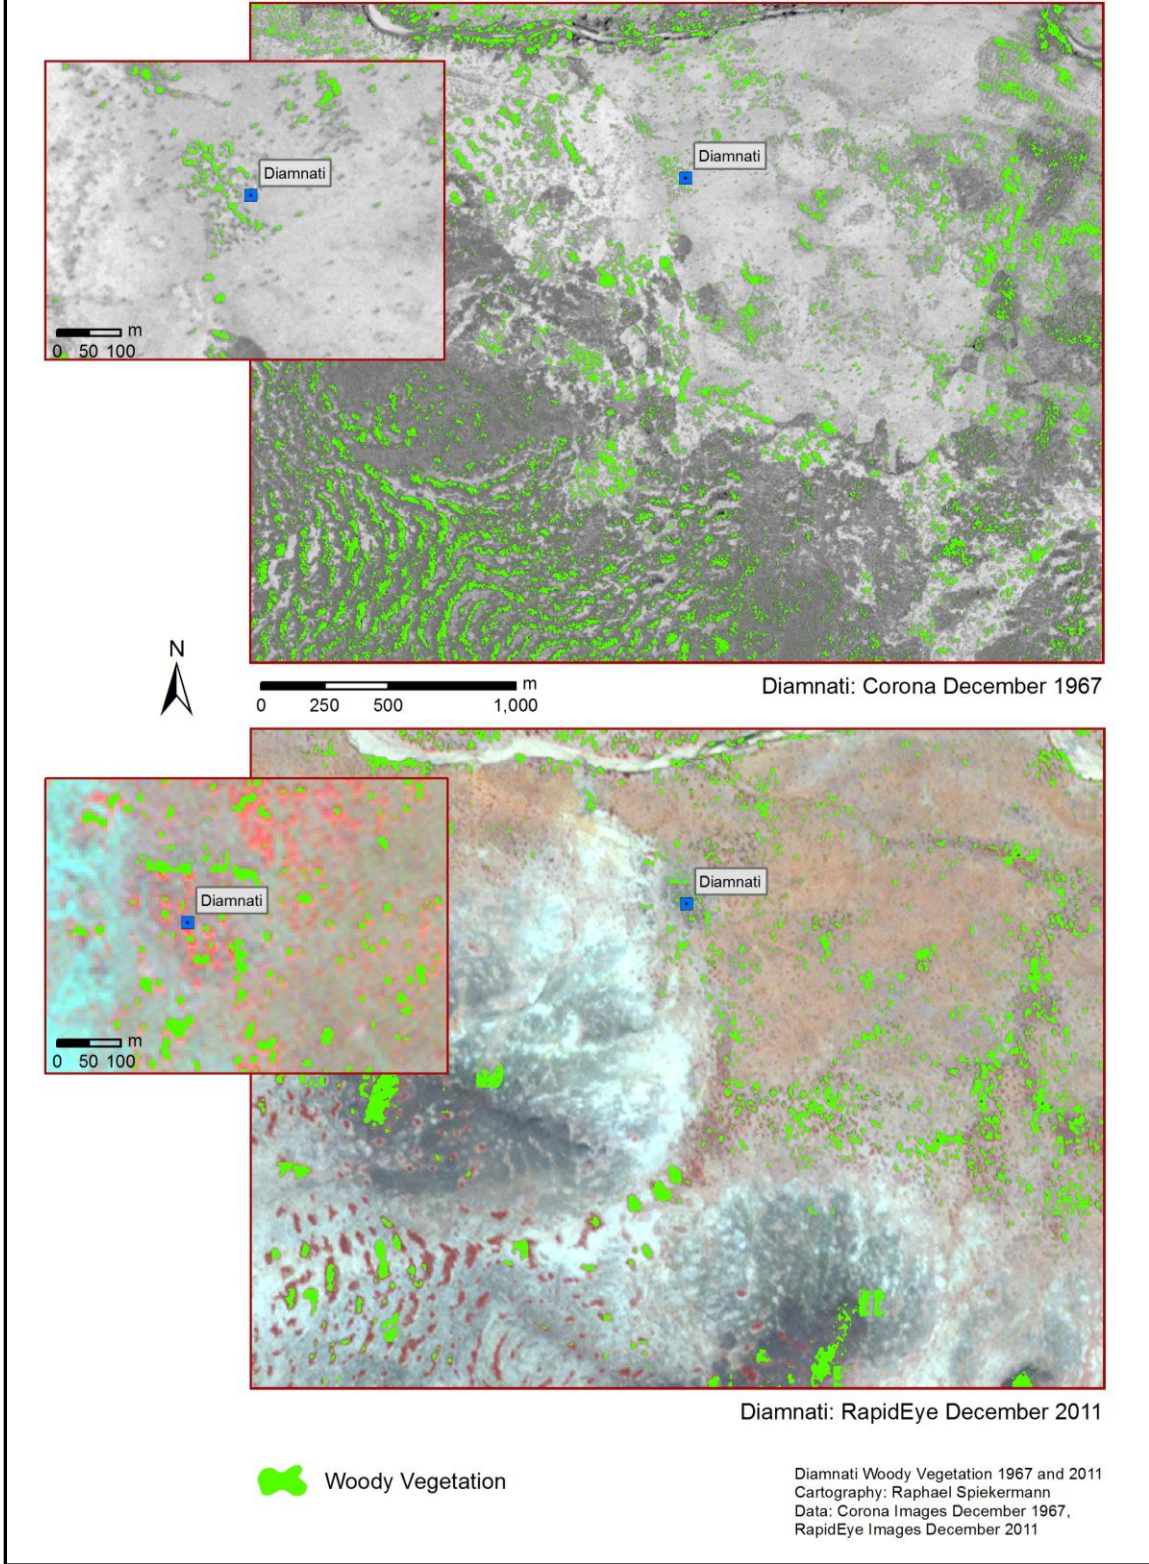 Diamnati
Diamnati
m
0 50 100
N
m
0 250 500 1,000
Diamnati: Corona December 1967
Diamnati
Diamnati
m
0 50 100
Diamnati: RapidEye December 2011
Woody Vegetation
Diamnati Woody Vegetation 1967 and 2011
Cartography: Raphael Spiekermann
Data: Corona Images December 1967,
RapidEye Images December 2011